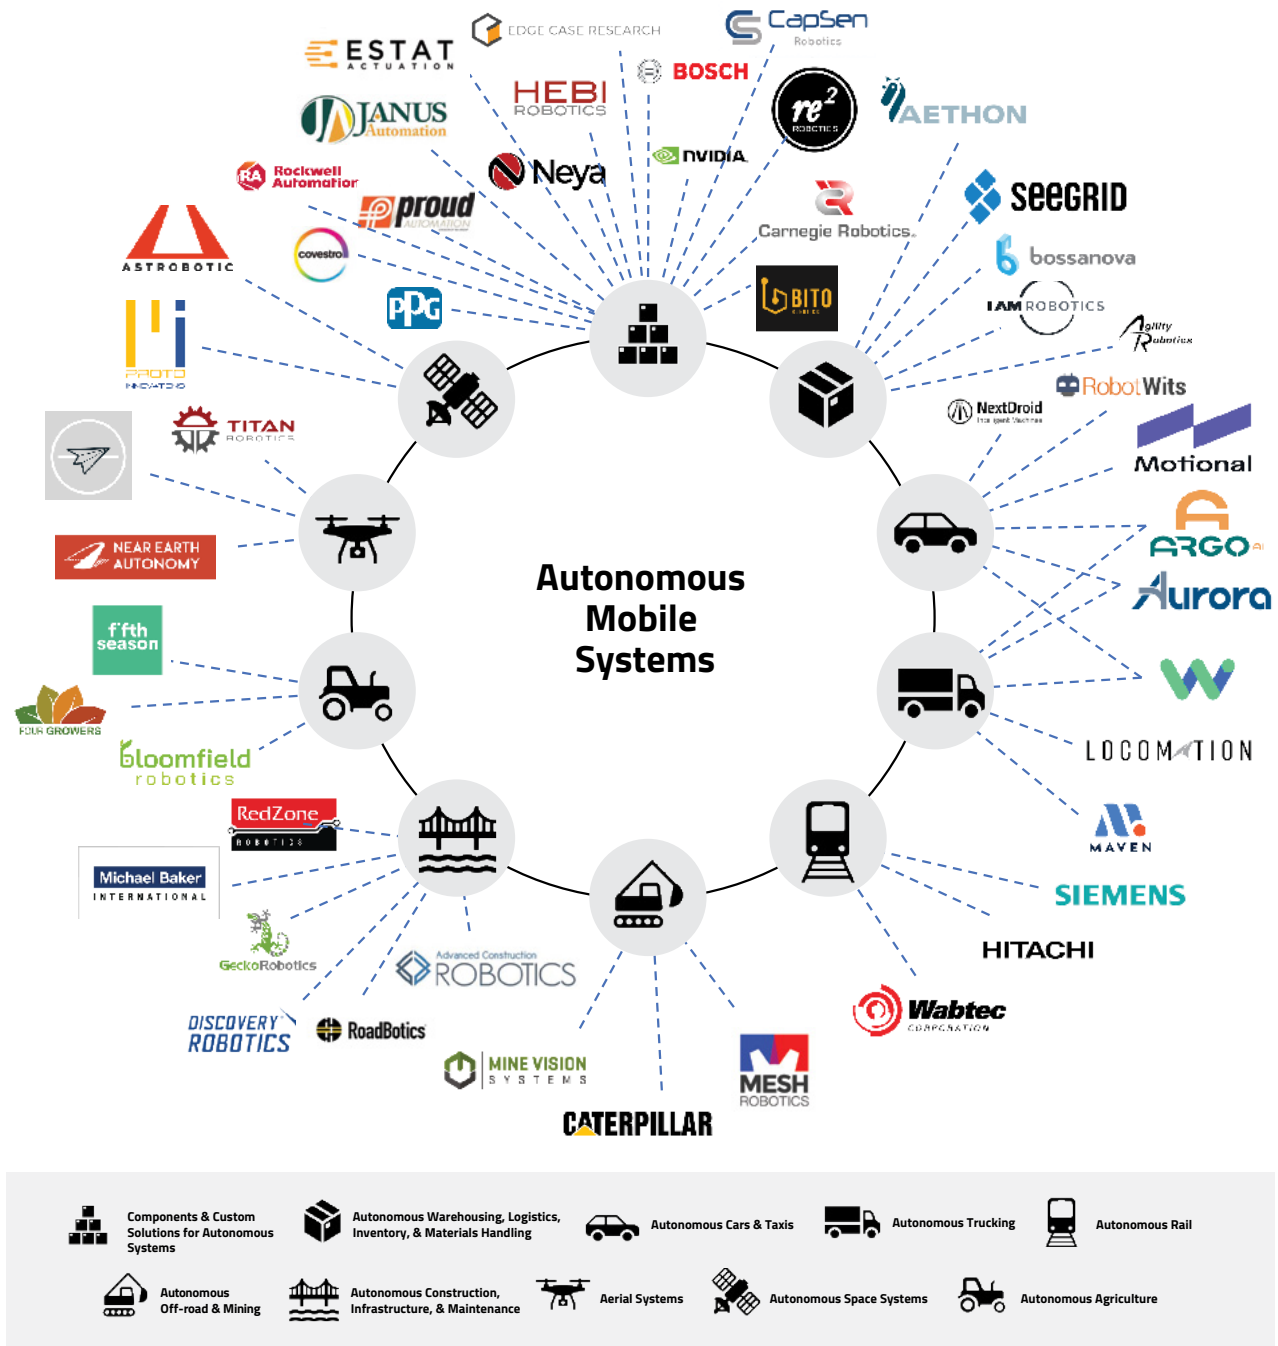 EDGE CASE RESEARCH
CapSen
Robotics
ESTAT
ACTUATION
BOSCH
HEBI
ROBOTICS
re2
ROBOTICS
AETHON
JANUS
Automation
NVIDIA
Neya
RA
Rockwell
Automation
SEEGRID
proud
AUTOMATION
CR
Carnegie Robotics
ASTROBOTIC
covestro
bossanova
BITO
IAM ROBOTICS
PPG
PROTO
INNOVATIONS
Agility
Robotics
RobotWits
NextDroid
Intelligent Machines
TITAN
ROBOTICS
Motional
ARGO AI
NEAR EARTH
AUTONOMY
Autonomous
Mobile
Systems
Aurora
fifth
season
FOUR GROWERS
LOCOMATION
bloomfield
robotics
RedZone
ROBOTICS
MAVEN
Michael Baker
INTERNATIONAL
SIEMENS
GeckoRobotics
Advanced Construction
ROBOTICS
HITACHI
DISCOVERY
ROBOTICS
RoadBotics
Wabtec
CORPORATION
MINE VISION
SYSTEMS
MESH
ROBOTICS
CATERPILLAR
Components & Custom
Solutions for Autonomous
Systems
Autonomous Warehousing, Logistics,
Inventory, & Materials Handling
Autonomous Cars & Taxis
Autonomous Trucking
Autonomous Rail
Autonomous
Off-road & Mining
Autonomous Construction,
Infrastructure, & Maintenance
Aerial Systems
Autonomous Space Systems
Autonomous Agriculture